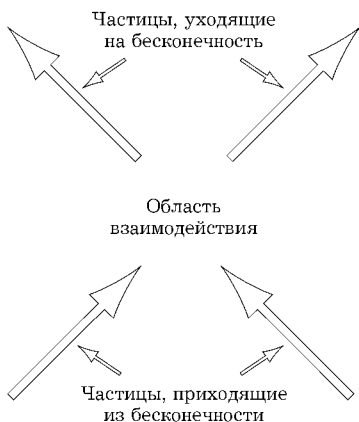 Частицы, уходящие
на бесконечность
Область
взаимодействия
Частицы, приходящие
из бесконечности